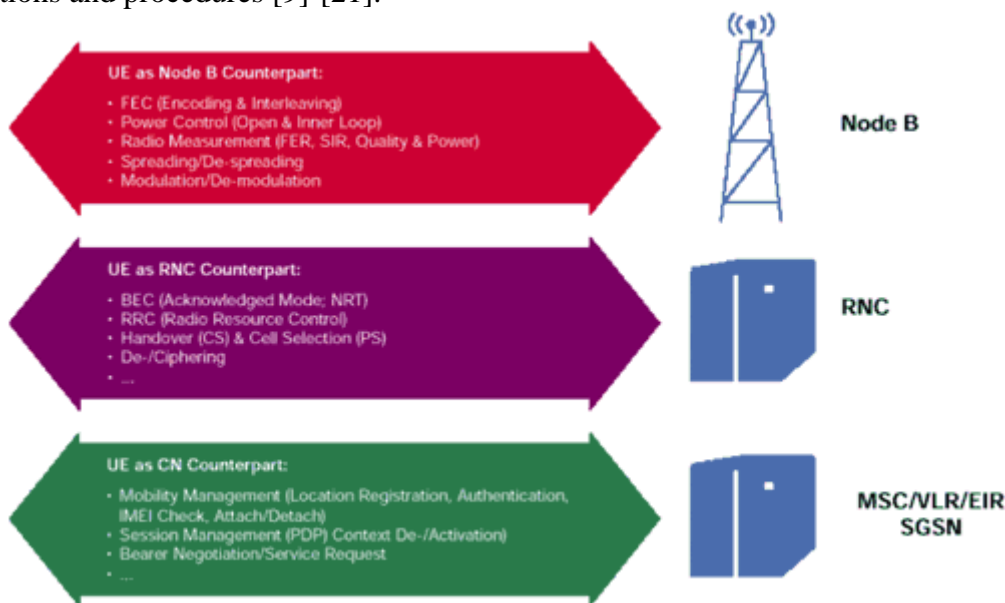 tions and procedures [9]-[21].
UE as Node B Counterpart:
• FEC (Encoding & Interleaving)
• Power Control (Open & Inner Loop)
• Radio Measurement (FER, SIR, Quality & Power)
• Spreading/De-spreading
• Modulation/De-modulation
Node B
UE as RNC Counterpart:
• BEC (Acknowledged Mode; NRT)
• RRC (Radio Resource Control)
• Handover (CS) & Cell Selection (PS)
• De-/Ciphering
• ...
RNC
UE as CN Counterpart:
• Mobility Management (Location Registration, Authentication,
IMEI Check, Attach/Detach)
• Session Management (PDP) Context De-/Activation)
• Bearer Negotiation/Service Request
• ...
MSC/VLR/EIR
SGSN